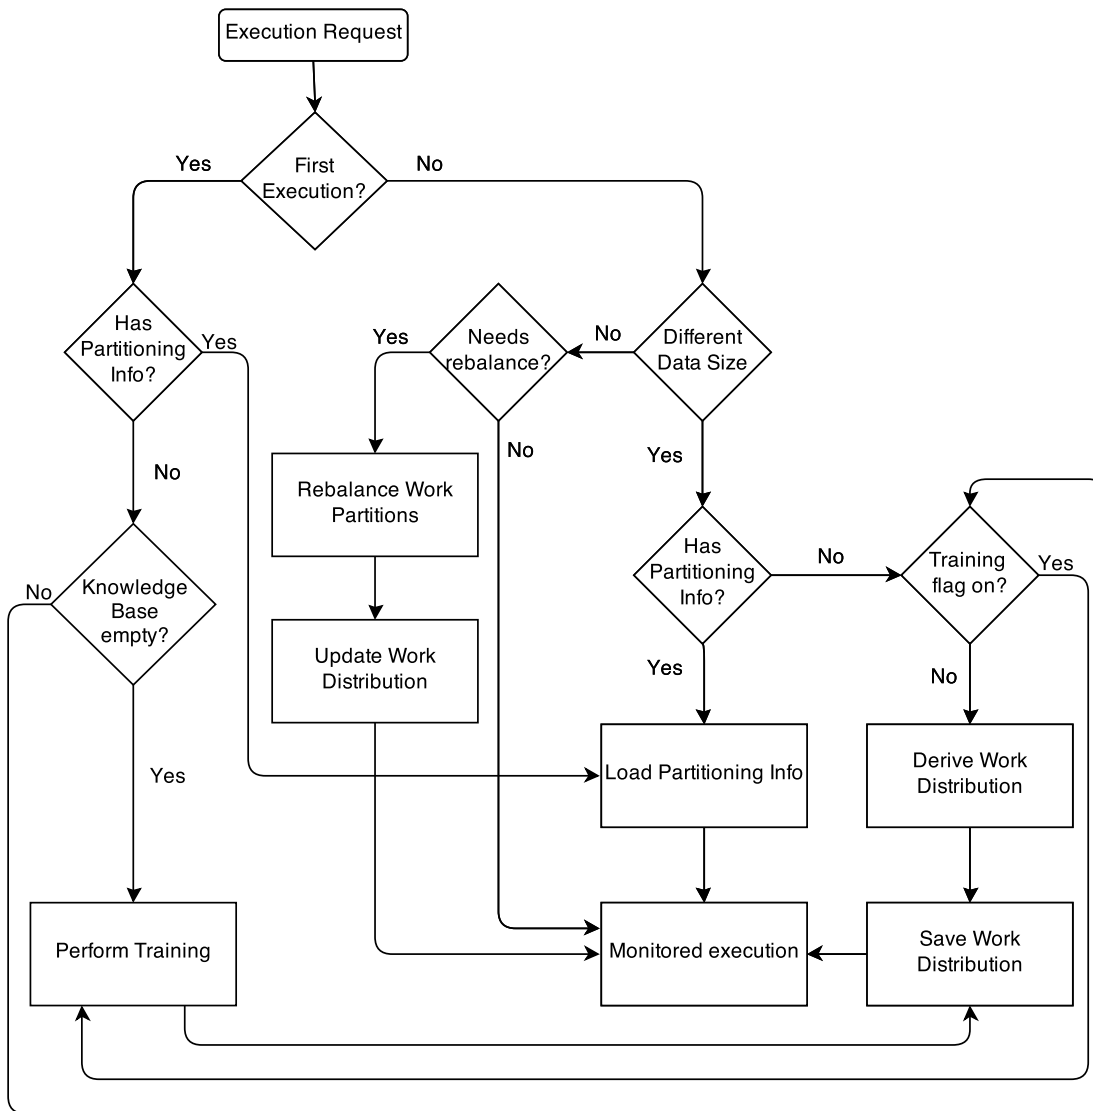 Execution Request
Yes
No
First
Execution?
Has
Partitioning
Info?
Yes
Yes
Needs
rebalance?
No
Different
Data Size
No
No
Yes
Rebalance Work
Partitions
Has
Partitioning
Info?
No
Training
flag on?
Yes
No
Knowledge
Base
empty?
Update Work
Distribution
Yes
No
Yes
Load Partitioning Info
Derive Work
Distribution
Perform Training
Monitored execution
Save Work
Distribution